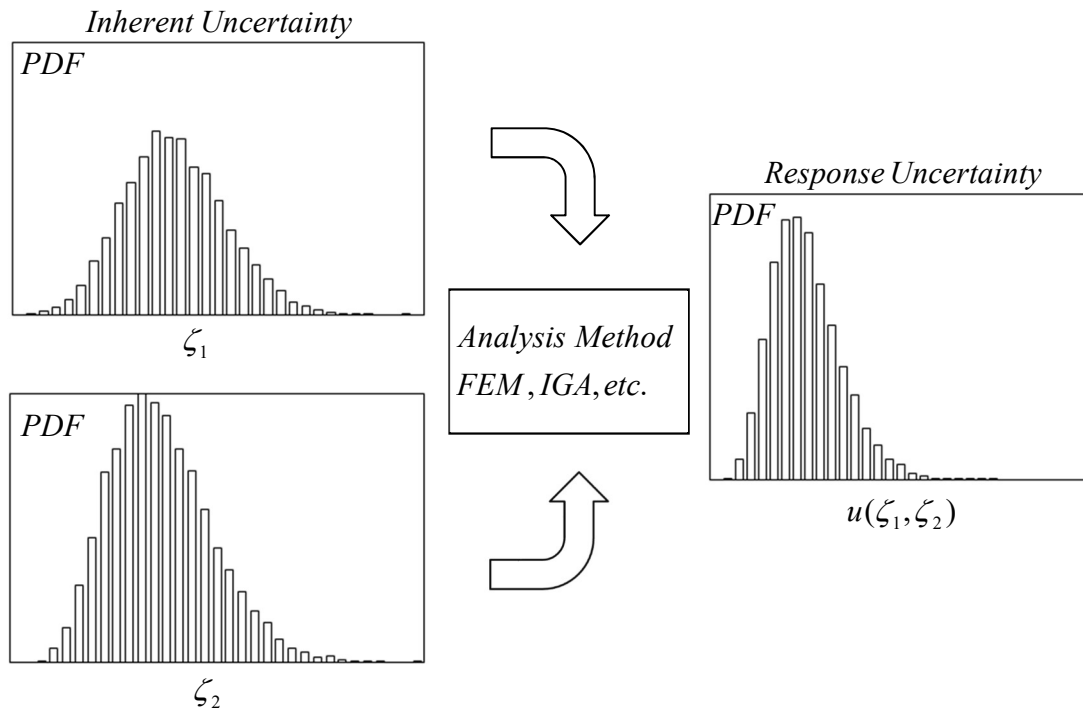 Inherent Uncertainty
PDF
ζ₁
PDF
ζ₂
Analysis Method
FEM, IGA, etc.
Response Uncertainty
PDF
u(ζ₁,ζ₂)